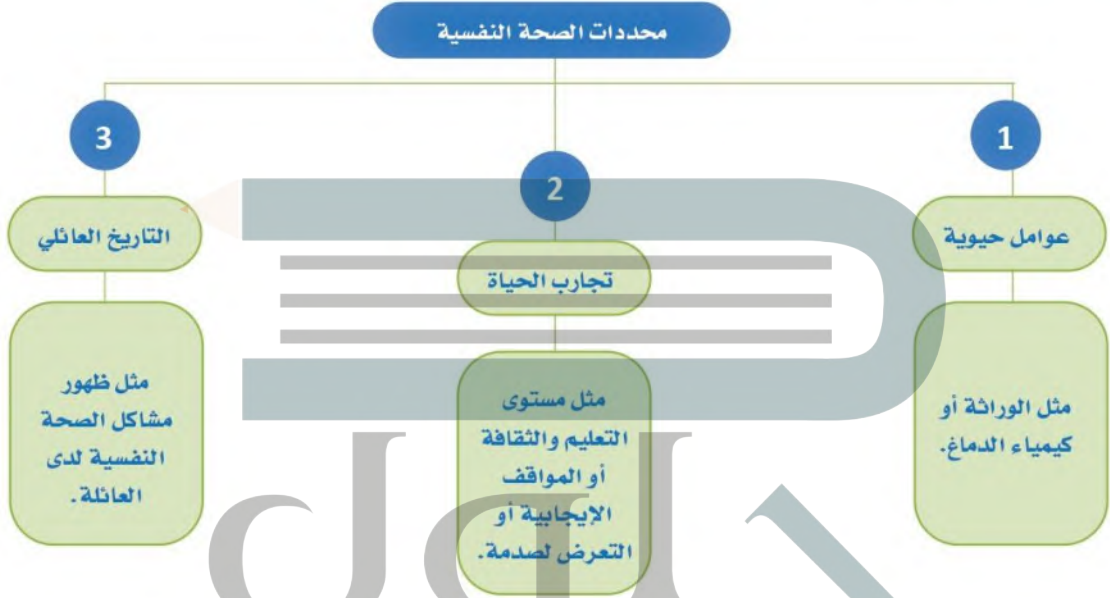 محددات الصحة النفسية
1
عوامل حيوية
مثل الوراثة أو
كيمياء الدماغ.
2
تجارب الحياة
مثل مستوى
التعليم والثقافة
أو المواقف
الإيجابية أو
التعرض لصدمة.
3
التاريخ العائلي
مثل ظهور
مشاكل الصحة
النفسية لدى
العائلة.